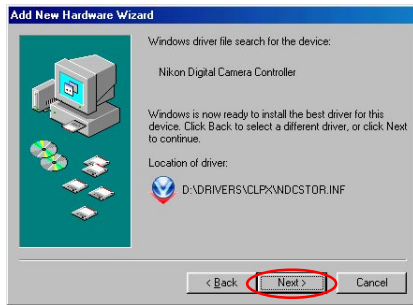 Add New Hardware Wizard
Windows driver file search for the device:
Nikon Digital Camera Controller
Windows is now ready to install the best driver for this
device. Click Back to select a different driver, or click Next
to continue.
Location of driver:
D:\DRIVERS\CLPX\NDCSTOR.INF
< Back
Next >
Cancel